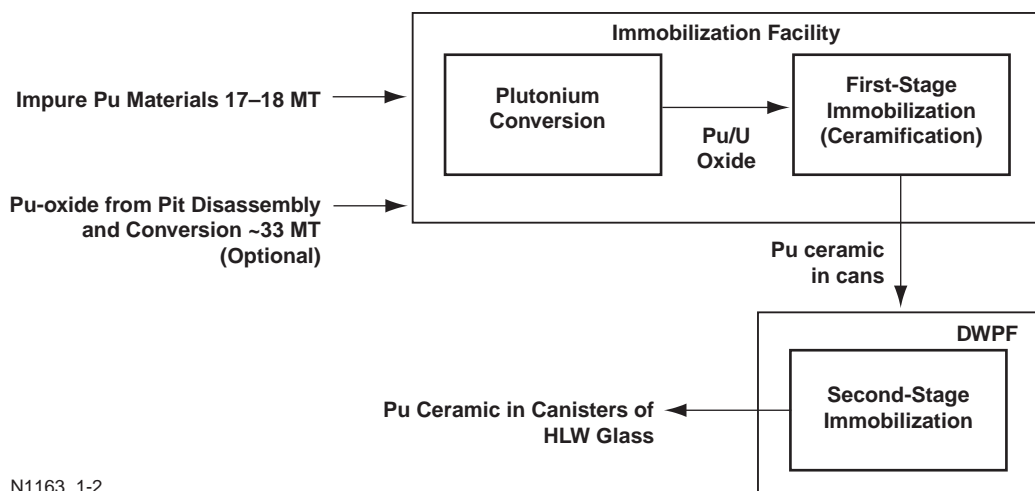 Immobilization Facility
Impure Pu Materials 17–18 MT
Plutonium
Conversion
Pu/U
Oxide
First-Stage
Immobilization
(Ceramification)
Pu-oxide from Pit Disassembly
and Conversion ~33 MT
(Optional)
Pu ceramic
in cans
DWPF
Second-Stage
Immobilization
Pu Ceramic in Canisters of
HLW Glass
N1163_1-2